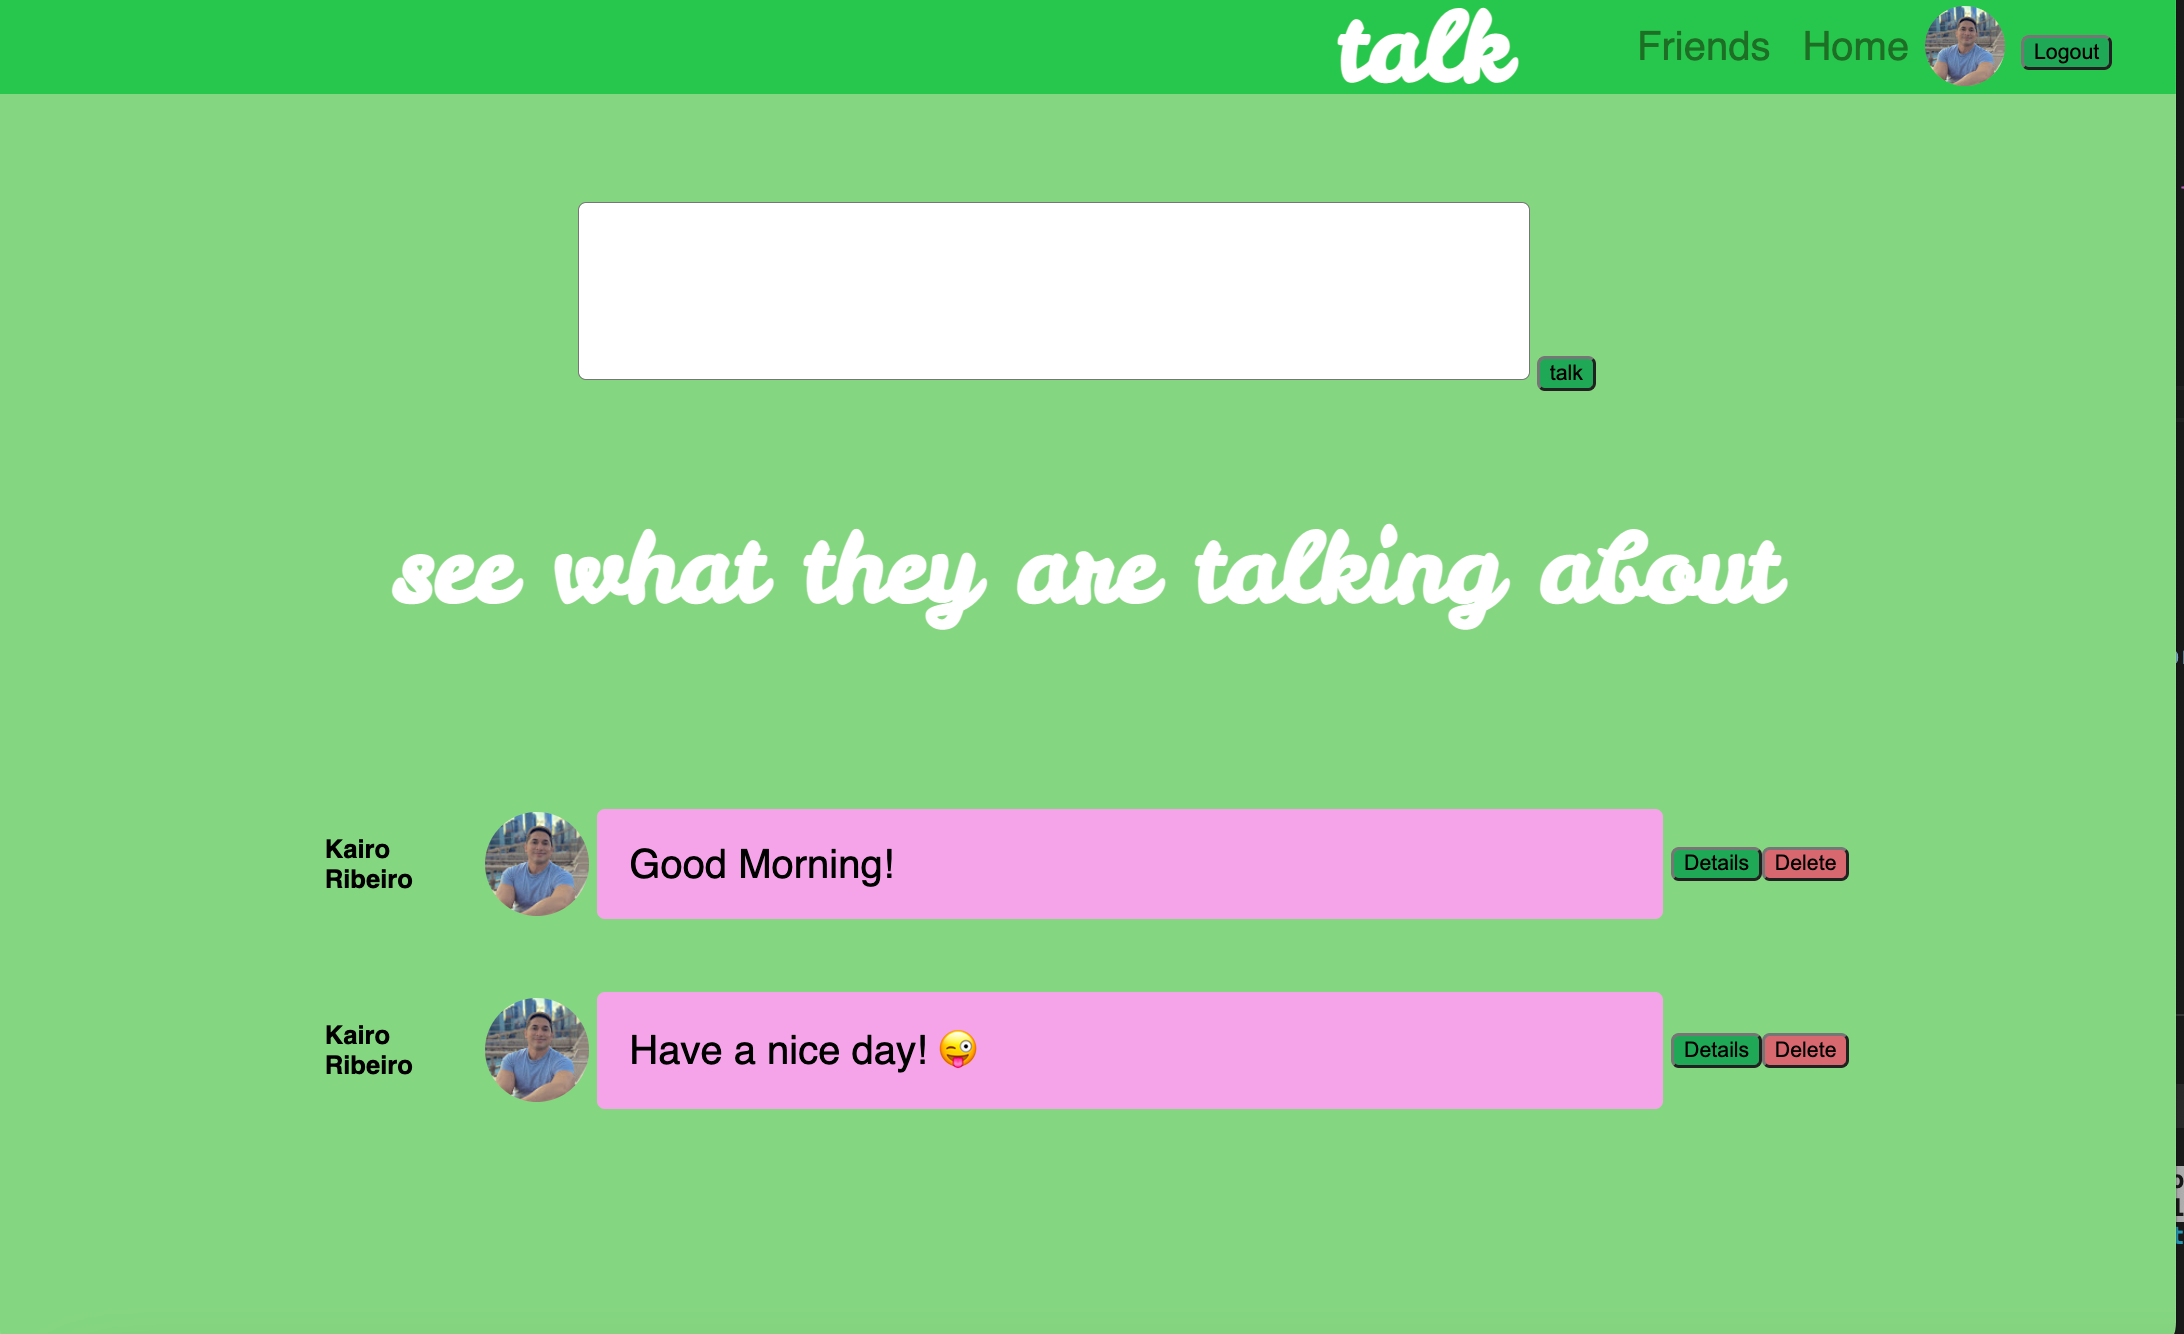 talk
Friends Home Logout
talk
see what they are talking about
Kairo
Ribeiro
Good Morning!
Details Delete
Kairo
Ribeiro
Have a nice day! 😜
Details Delete